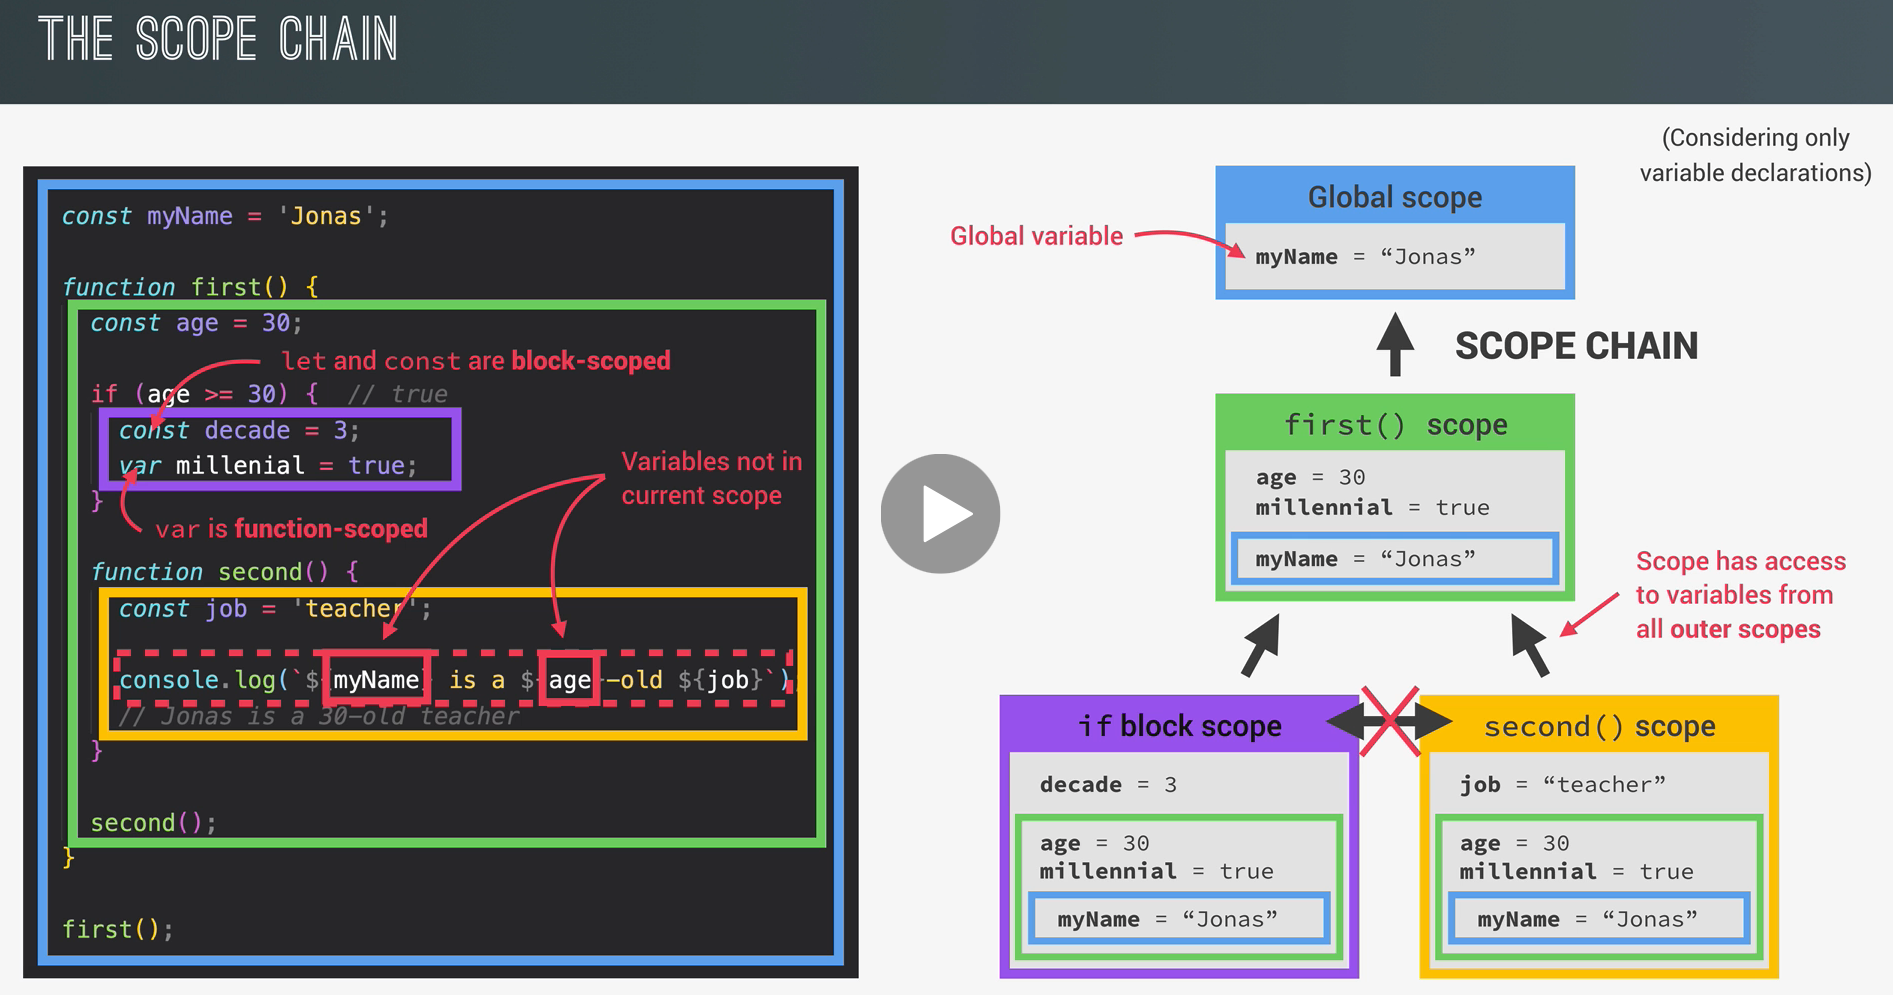 THE SCOPE CHAIN
(Considering only
variable declarations)
const myName = 'Jonas';
function first() {
const age = 30;
let and const are block-scoped
if (age >= 30) { // true
const decade = 3;
var millenial = true;
}
var is function-scoped
Variables not in
current scope
function second() {
const job = 'teacher';
console.log(`${myName} is a ${age}-old ${job}`)
// Jonas is a 30-old teacher
}
second();
}
first();
Global variable
Global scope
myName = “Jonas”
SCOPE CHAIN
first() scope
age = 30
millennial = true
myName = “Jonas”
Scope has access
to variables from
all outer scopes
if block scope
decade = 3
age = 30
millennial = true
myName = “Jonas”
second() scope
job = “teacher”
age = 30
millennial = true
myName = “Jonas”